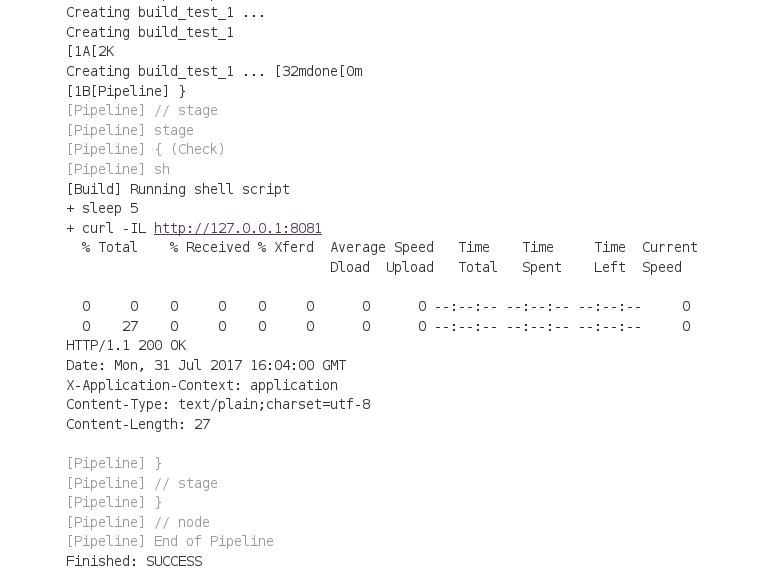 Creating build_test_1 ...
Creating build_test_1
[1A[2K
Creating build_test_1 ... [32mdone[0m
[1B[Pipeline] }
[Pipeline] // stage
[Pipeline] stage
[Pipeline] { (Check)
[Pipeline] sh
[Build] Running shell script
+ sleep 5
+ curl -IL http://127.0.0.1:8081
  % Total    % Received % Xferd  Average Speed   Time    Time     Time  Current
                                 Dload  Upload   Total   Spent    Left  Speed
  0     0    0     0    0     0      0      0 --:--:-- --:--:-- --:--:--     0
  0    27    0     0    0     0      0      0 --:--:-- --:--:-- --:--:--     0
HTTP/1.1 200 OK
Date: Mon, 31 Jul 2017 16:04:00 GMT
X-Application-Context: application
Content-Type: text/plain;charset=utf-8
Content-Length: 27
[Pipeline] }
[Pipeline] // stage
[Pipeline] }
[Pipeline] // node
[Pipeline] End of Pipeline
Finished: SUCCESS